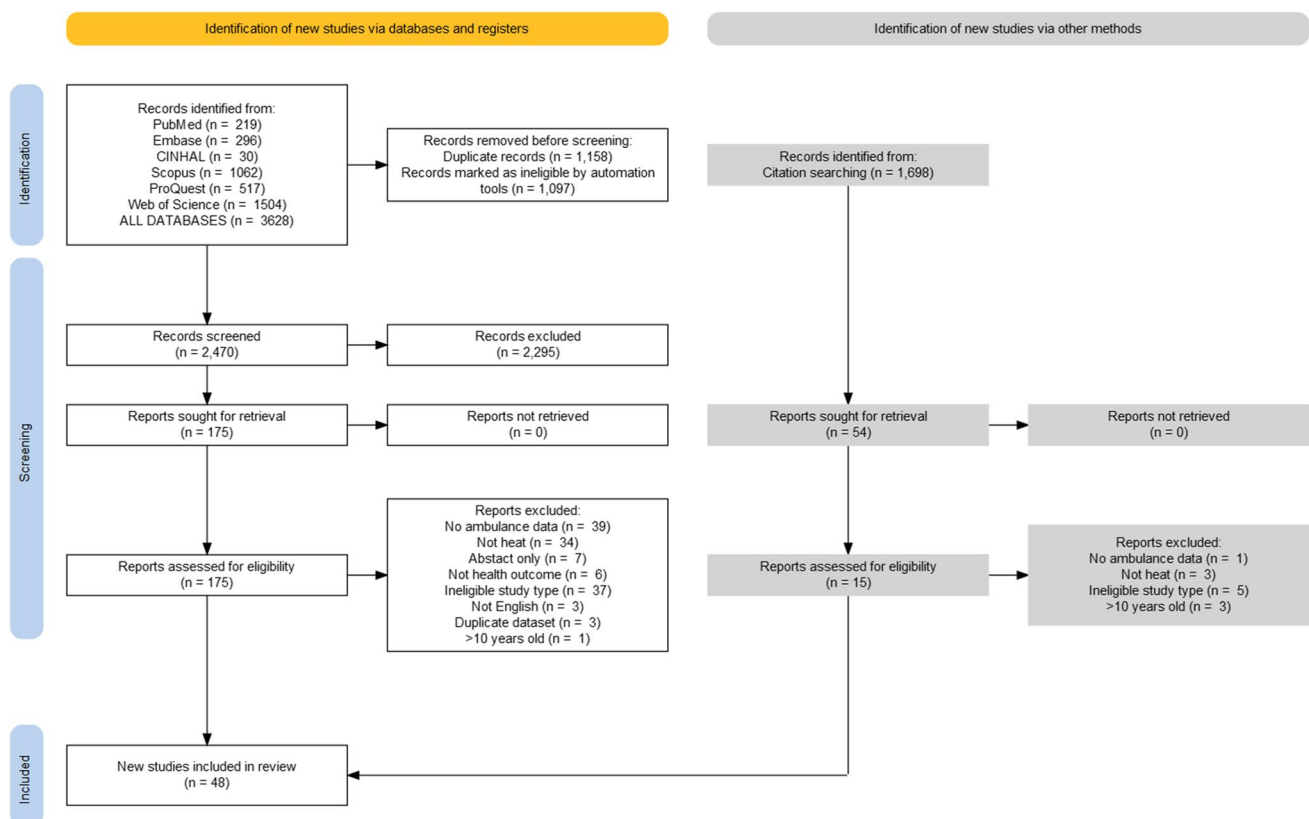 Identification of new studies via databases and registers
Identification of new studies via other methods
Identification
Records identified from:
PubMed (n = 219)
Embase (n = 296)
CINHAL (n = 30)
Scopus (n = 1062)
ProQuest (n = 517)
Web of Science (n = 1504)
ALL DATABASES (n = 3628)
Records removed before screening:
Duplicate records (n = 1,158)
Records marked as ineligible by automation
tools (n = 1,097)
Records identified from:
Citation searching (n = 1,698)
Screening
Records screened
(n = 2,470)
Records excluded
(n = 2,295)
Reports sought for retrieval
(n = 175)
Reports not retrieved
(n = 0)
Reports sought for retrieval
(n = 54)
Reports not retrieved
(n = 0)
Reports assessed for eligibility
(n = 175)
Reports excluded:
No ambulance data (n = 39)
Not heat (n = 34)
Abstact only (n = 7)
Not health outcome (n = 6)
Ineligible study type (n = 37)
Not English (n = 3)
Duplicate dataset (n = 3)
>10 years old (n = 1)
Reports assessed for eligibility
(n = 15)
Reports excluded:
No ambulance data (n = 1)
Not heat (n = 3)
Ineligible study type (n = 5)
>10 years old (n = 3)
Included
New studies included in review
(n = 48)